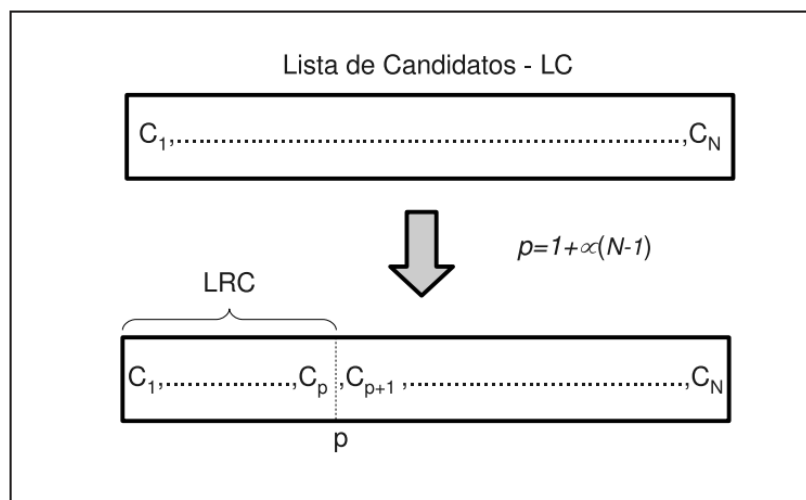 Lista de Candidatos - LC
C1,........................................................................,CN
p=1+∝(N-1)
LRC
C1,.................,Cp ,Cp+1 ,.......................................,CN
p